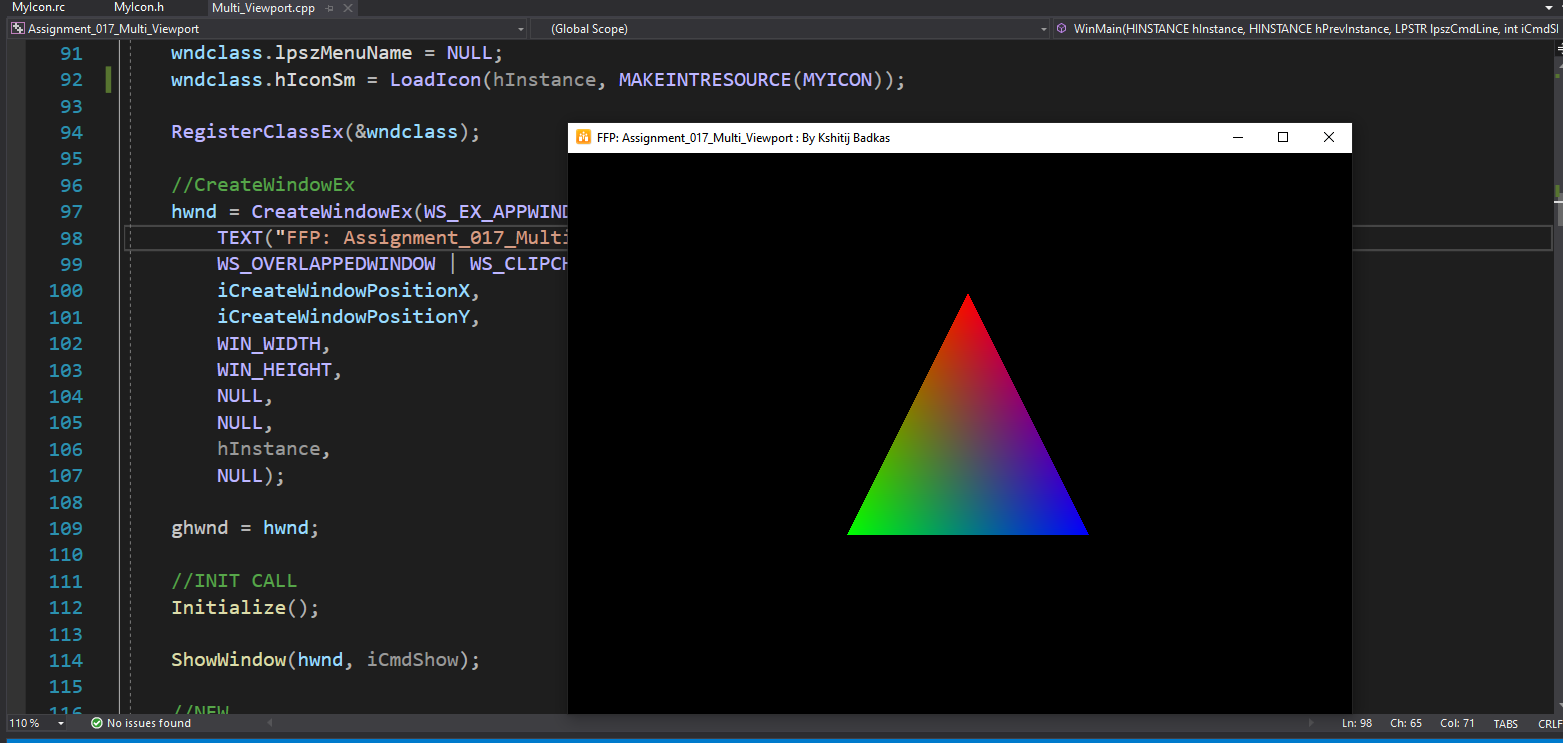 MyIcon.rc MyIcon.h Multi_Viewport.cpp
Assignment_017_Multi_Viewport (Global Scope) WinMain(HINSTANCE hInstance, HINSTANCE hPrevInstance, LPSTR lpszCmdLine, int iCmdS
91 wndclass.lpszMenuName = NULL;
92 wndclass.hIconSm = LoadIcon(hInstance, MAKEINTRESOURCE(MYICON));
93
94 RegisterClassEx(&wndclass);
95
96 //CreateWindowEx
97 hwnd = CreateWindowEx(WS_EX_APPWIND
98 TEXT("FFP: Assignment_017_Multi
99 WS_OVERLAPPEDWINDOW | WS_CLIPCH
100 iCreateWindowPositionX,
101 iCreateWindowPositionY,
102 WIN_WIDTH,
103 WIN_HEIGHT,
104 NULL,
105 NULL,
106 hInstance,
107 NULL);
108
109 ghwnd = hwnd;
110
111 //INIT CALL
112 Initialize();
113
114 ShowWindow(hwnd, iCmdShow);
115
116 //NEW
FFP: Assignment_017_Multi_Viewport : By Kshitij Badkas
110 % No issues found Ln: 98 Ch: 65 Col: 71 TABS CRLF